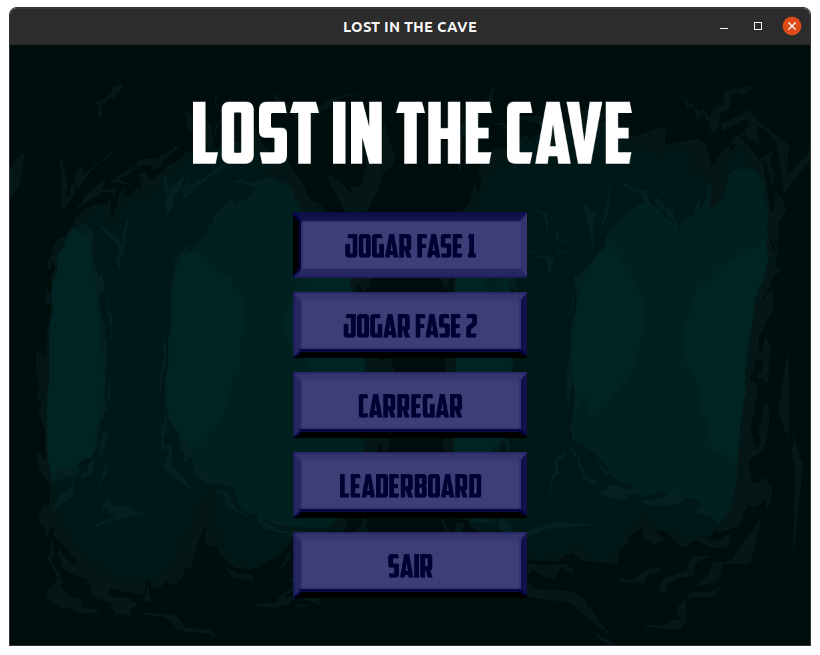 LOST IN THE CAVE
LOST IN THE CAVE
JOGAR FASE 1
JOGAR FASE 2
CARREGAR
LEADERBOARD
SAIR